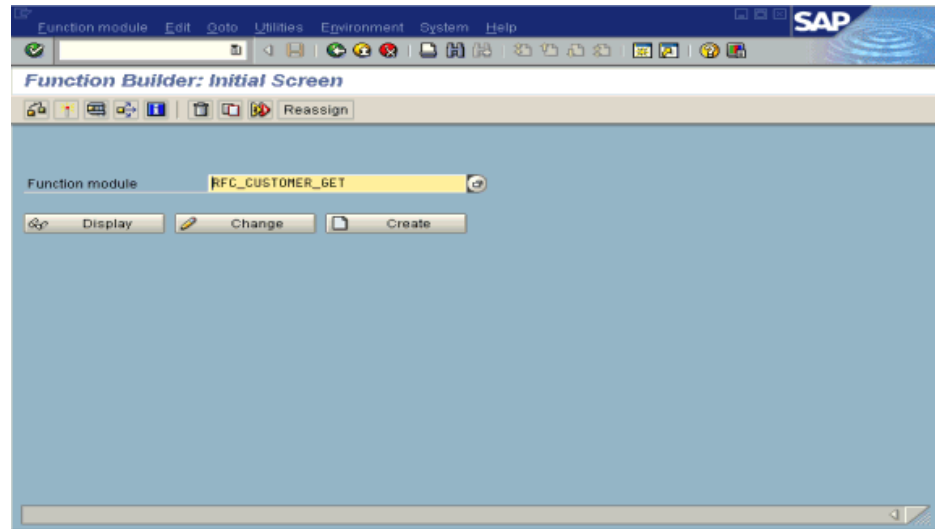 Function module Edit Goto Utilities Environment System Help
SAP
Function Builder: Initial Screen
Reassign
Function module RFC_CUSTOMER_GET
Display Change Create